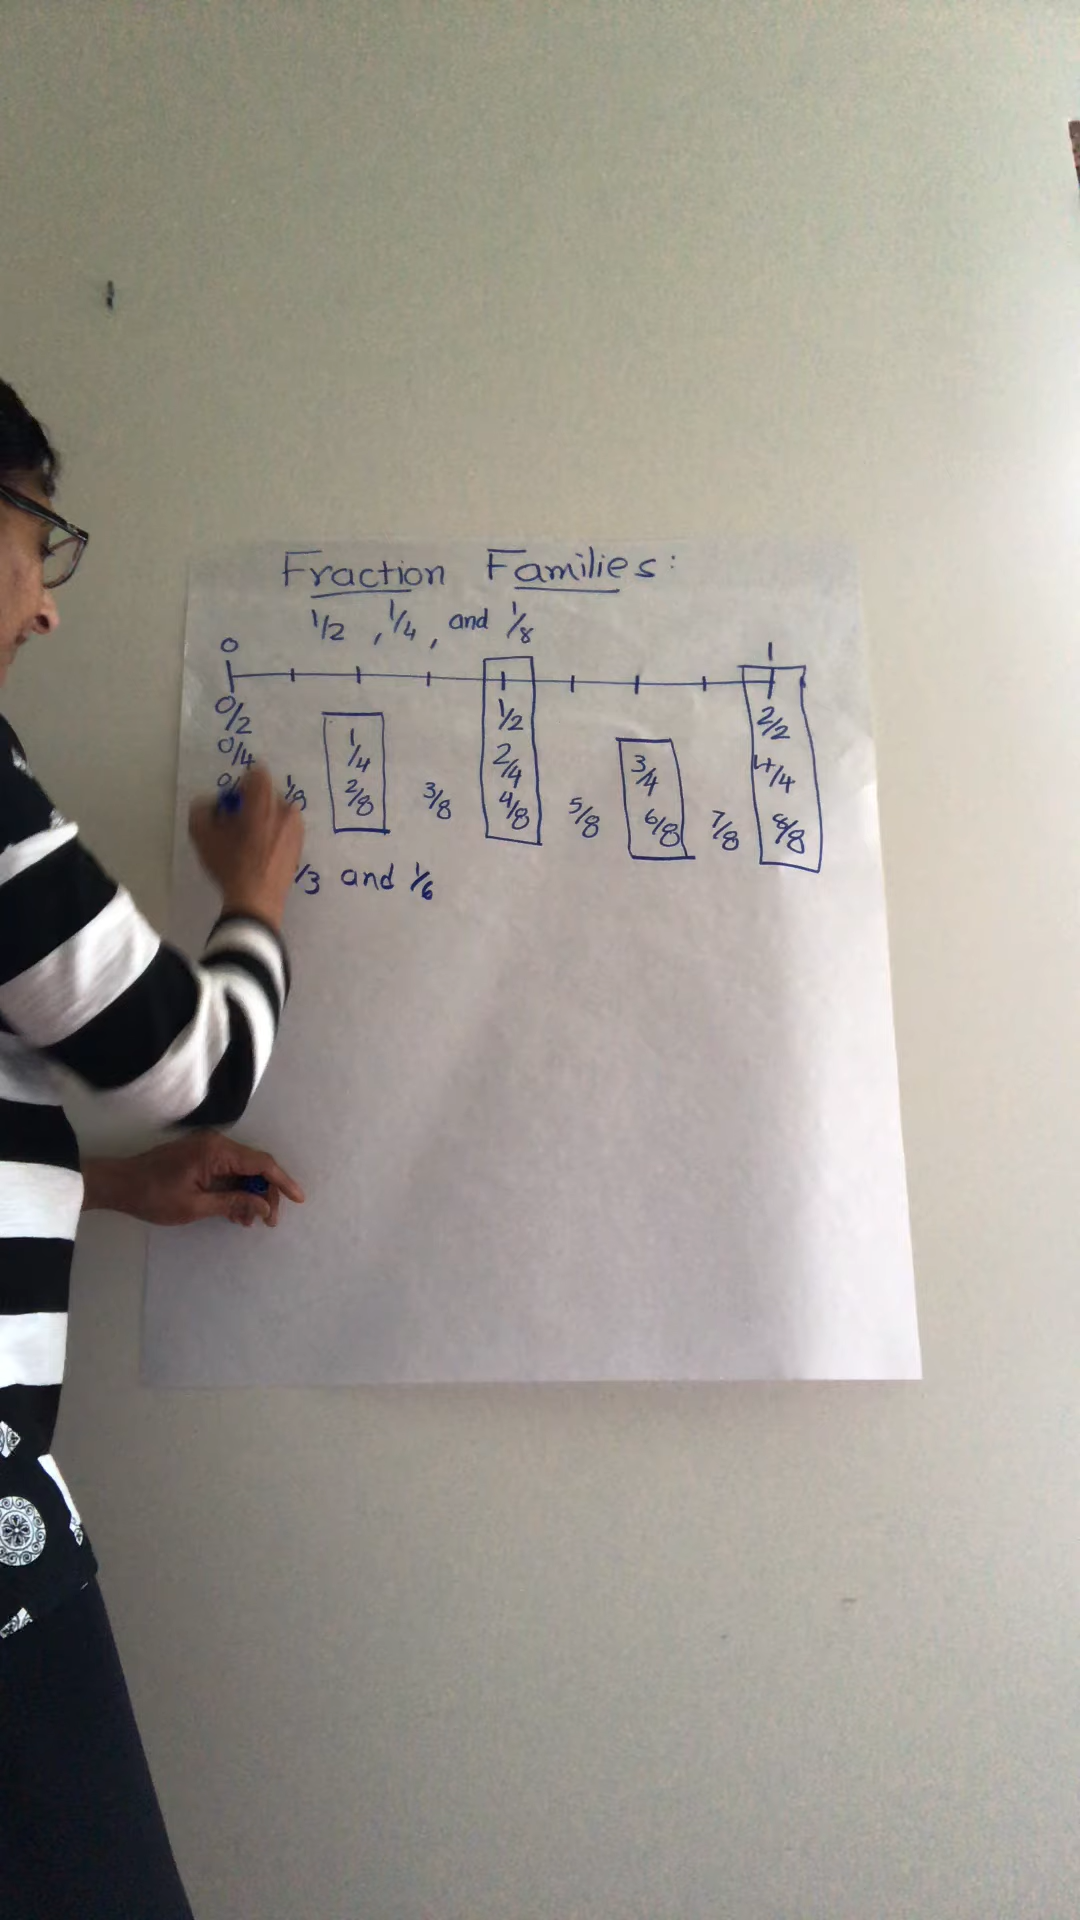 Fraction Families:
1/2, 1/4, and 1/8
0 1
0/2 1/2 2/2
0/4 1/4 2/4 3/4 4/4
1/8 2/8 3/8 4/8 5/8 6/8 7/8 8/8
1/3 and 1/6